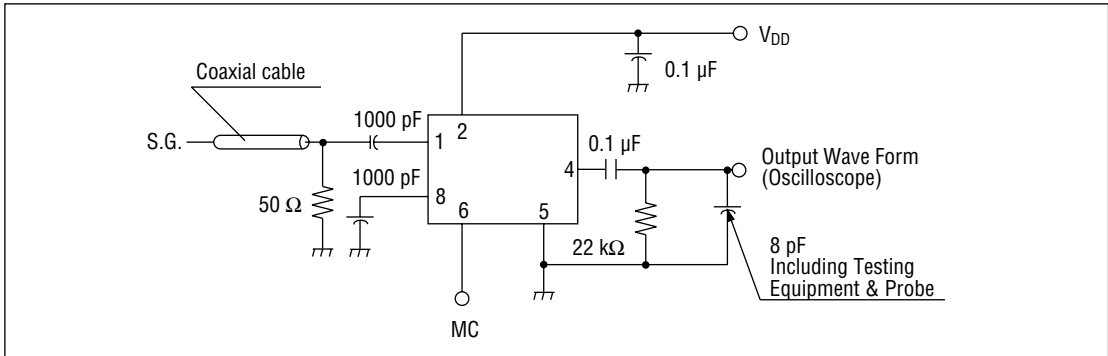 V_DD
0.1 µF
Coaxial cable
1000 pF
S.G.
1
2
0.1 µF
4
Output Wave Form
(Oscilloscope)
1000 pF
8
50 Ω
6
5
22 kΩ
8 pF
Including Testing
Equipment & Probe
MC